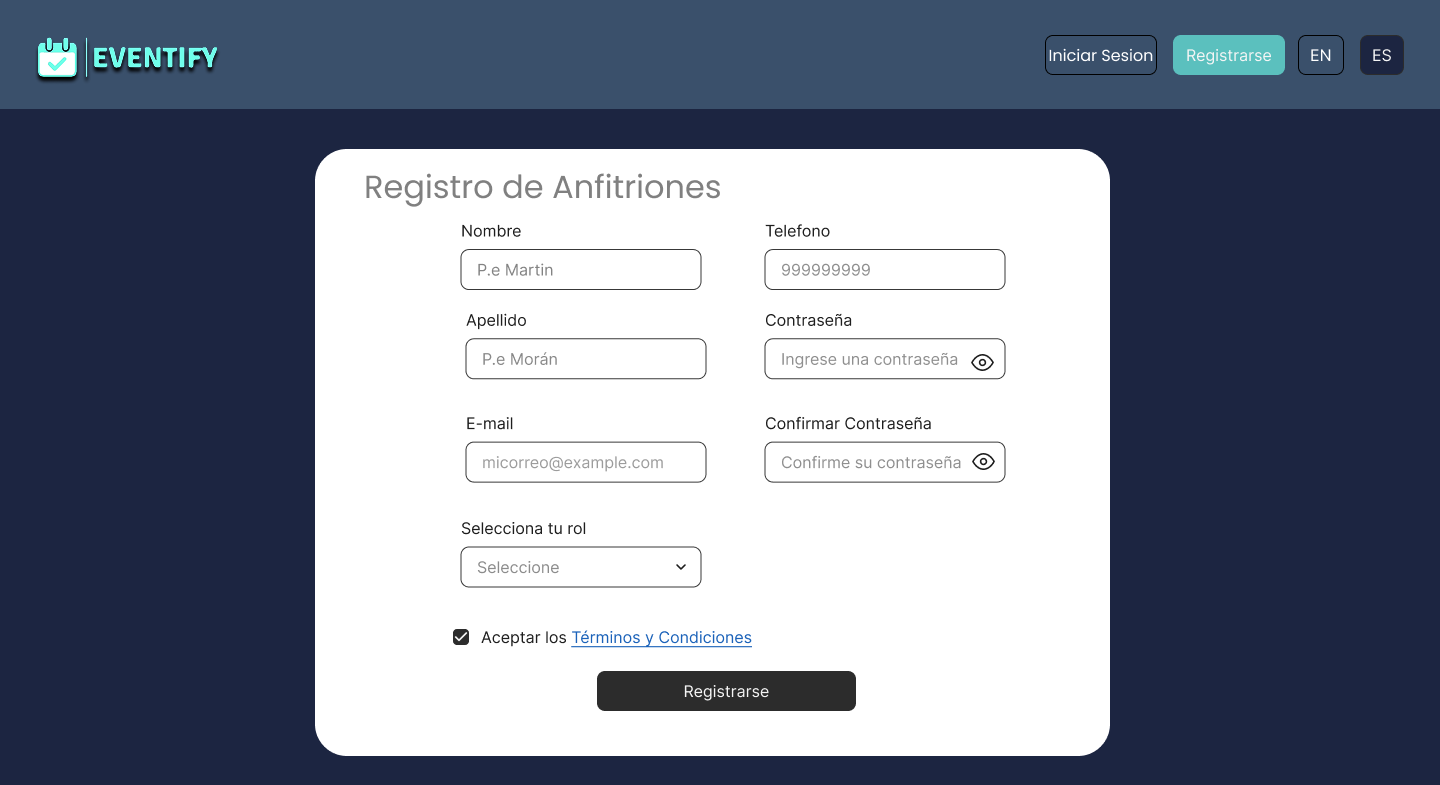 EVENTIFY
Iniciar Sesion
Registrarse
EN
ES
Registro de Anfitriones
Nombre
Telefono
P.e Martin
999999999
Apellido
Contraseña
P.e Morán
Ingrese una contraseña
E-mail
Confirmar Contraseña
micorreo@example.com
Confirme su contraseña
Selecciona tu rol
Seleccione
Aceptar los Términos y Condiciones
Registrarse